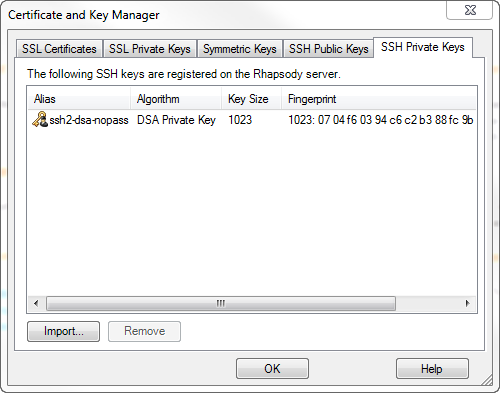 Certificate and Key Manager
SSL Certificates SSL Private Keys Symmetric Keys SSH Public Keys SSH Private Keys
The following SSH keys are registered on the Rhapsody server.
Alias Algorithm Key Size Fingerprint
ssh2-dsa-nopass DSA Private Key 1023 1023: 07 04 f6 03 94 c6 c2 b3 88 fc 9b
Import... Remove
OK Help